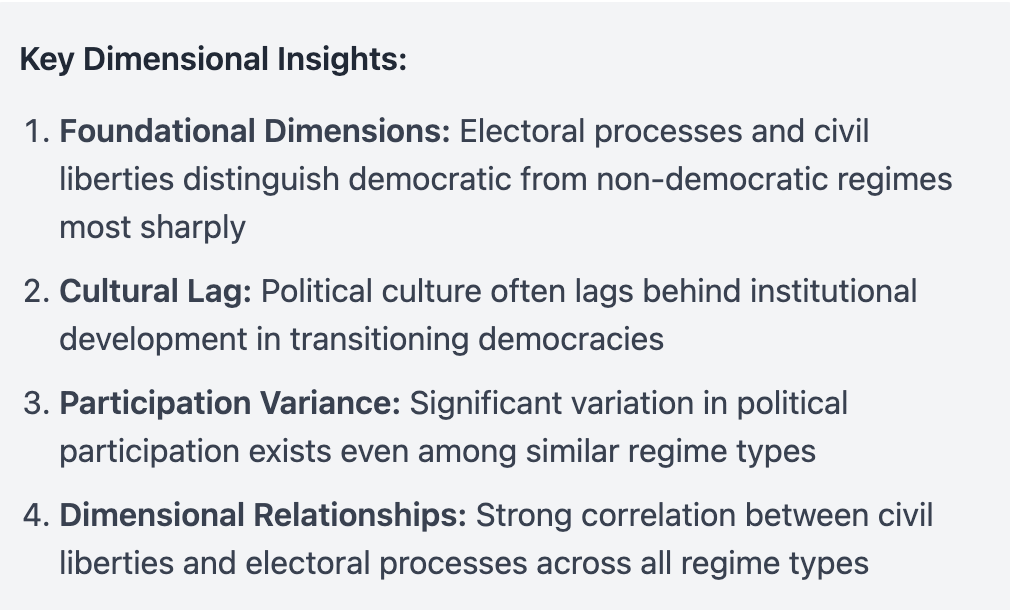 Key Dimensional Insights:
1. Foundational Dimensions: Electoral processes and civil
liberties distinguish democratic from non-democratic regimes
most sharply
2. Cultural Lag: Political culture often lags behind institutional
development in transitioning democracies
3. Participation Variance: Significant variation in political
participation exists even among similar regime types
4. Dimensional Relationships: Strong correlation between civil
liberties and electoral processes across all regime types